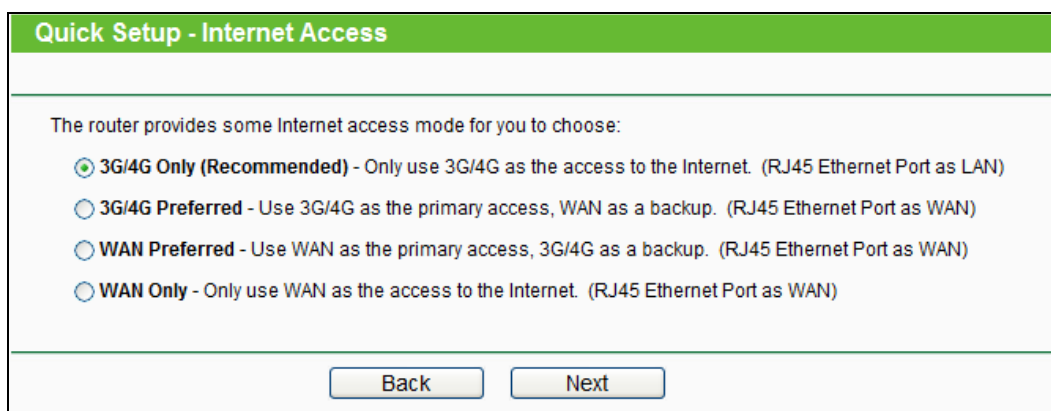 Quick Setup - Internet Access
The router provides some Internet access mode for you to choose:
3G/4G Only (Recommended) - Only use 3G/4G as the access to the Internet. (RJ45 Ethernet Port as LAN)
3G/4G Preferred - Use 3G/4G as the primary access, WAN as a backup. (RJ45 Ethernet Port as WAN)
WAN Preferred - Use WAN as the primary access, 3G/4G as a backup. (RJ45 Ethernet Port as WAN)
WAN Only - Only use WAN as the access to the Internet. (RJ45 Ethernet Port as WAN)
Back Next